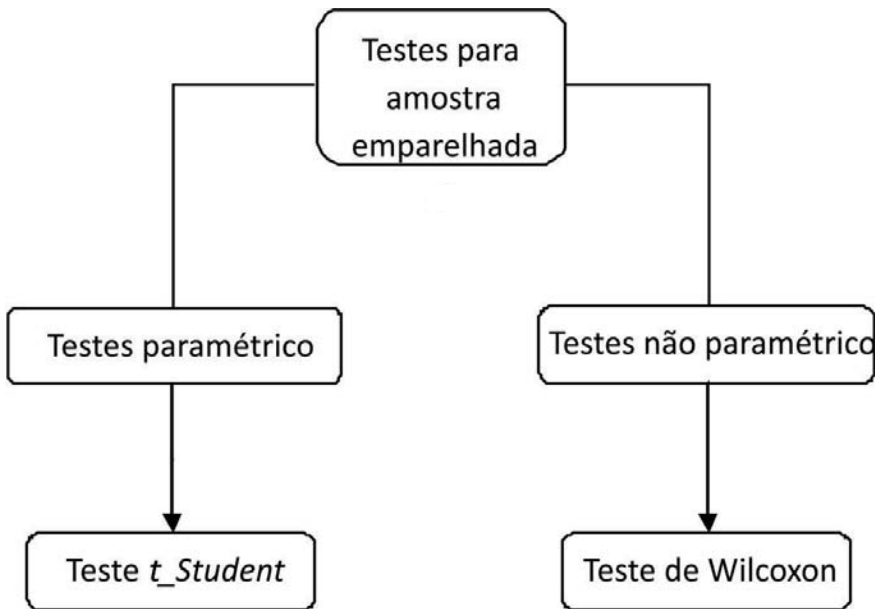 Testes para
amostra
emparelhada
Testes paramétrico
Testes não paramétrico
Teste t_Student
Teste de Wilcoxon